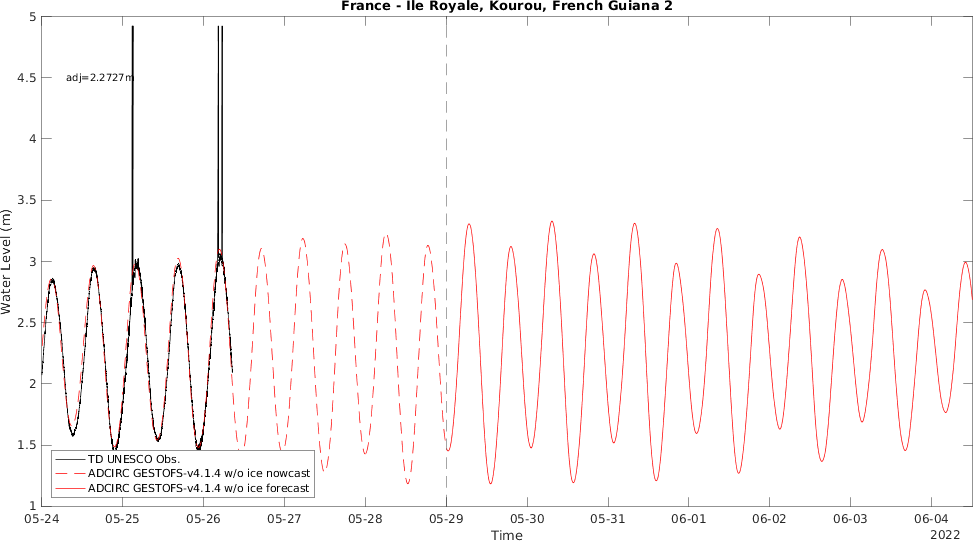 France - Ile Royale, Kourou, French Guiana 2
5
4.5
4
3.5
3
2.5
2
1.5
1
Water Level (m)
adj=2.2727m
TD UNESCO Obs.
ADCIRC GESTOFS-v4.1.4 w/o ice nowcast
ADCIRC GESTOFS-v4.1.4 w/o ice forecast
05-24 05-25 05-26 05-27 05-28 05-29 05-30 05-31 06-01 06-02 06-03 06-04
2022
Time